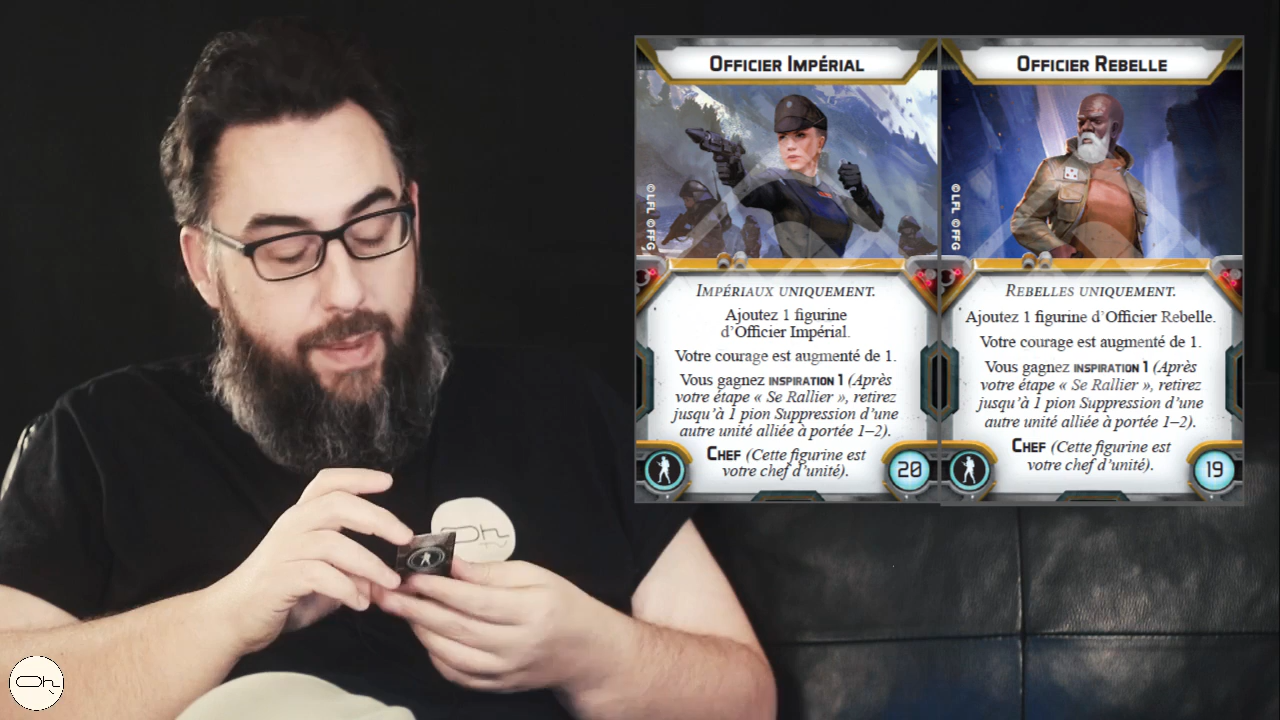 Officier Impérial
©LFL ©FFG
Impériaux uniquement.
Ajoutez 1 figurine
d'Officier Impérial.
Votre courage est augmenté de 1.
Vous gagnez inspiration 1 (Après
votre étape « Se Rallier », retirez
jusqu'à 1 pion Suppression d'une
autre unité alliée à portée 1–2).
Chef (Cette figurine est
votre chef d'unité).
20
Officier Rebelle
©LFL ©FFG
Rebelles uniquement.
Ajoutez 1 figurine d'Officier Rebelle.
Votre courage est augmenté de 1.
Vous gagnez inspiration 1 (Après
votre étape « Se Rallier », retirez
jusqu'à 1 pion Suppression d'une
autre unité alliée à portée 1–2).
Chef (Cette figurine est
votre chef d'unité).
19